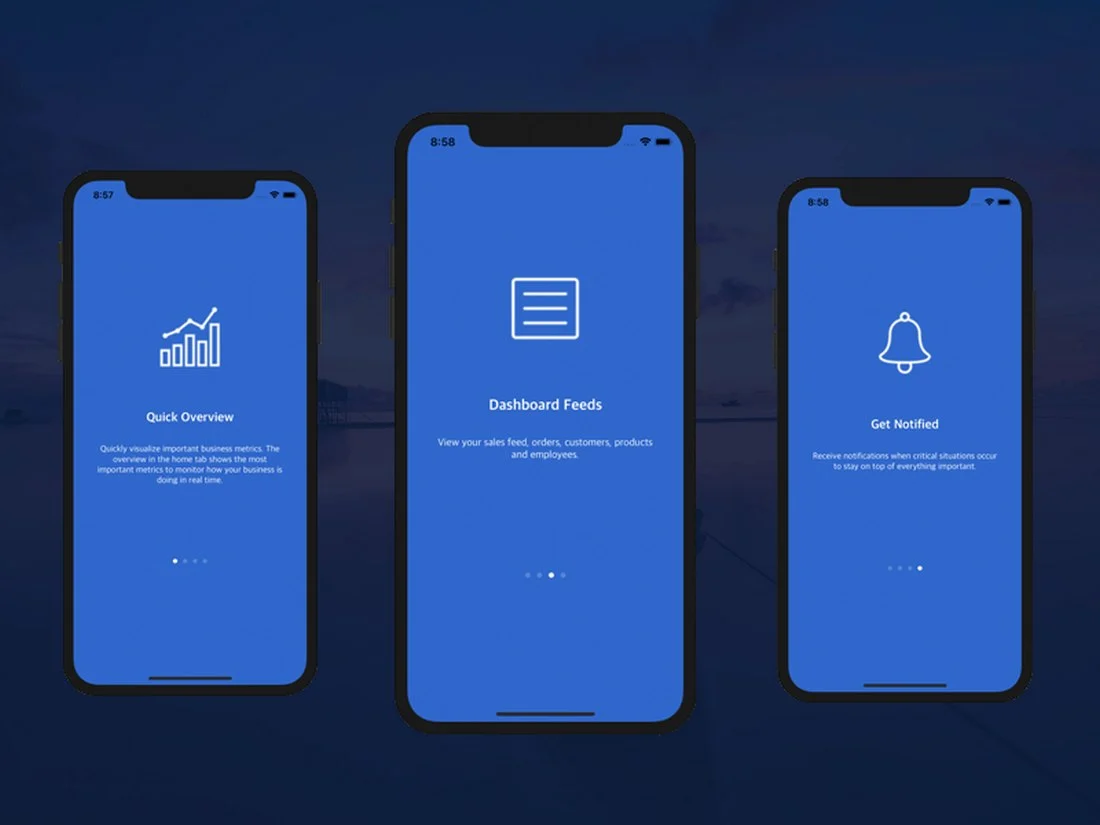 8:57
Quick Overview
Quickly visualize important business metrics. The
overview in the home tab shows the most
important metrics to monitor how your business is
doing in real time.
8:58
Dashboard Feeds
View your sales feed, orders, customers, products
and employees.
8:58
Get Notified
Receive notifications when critical situations occur
to stay on top of everything important.